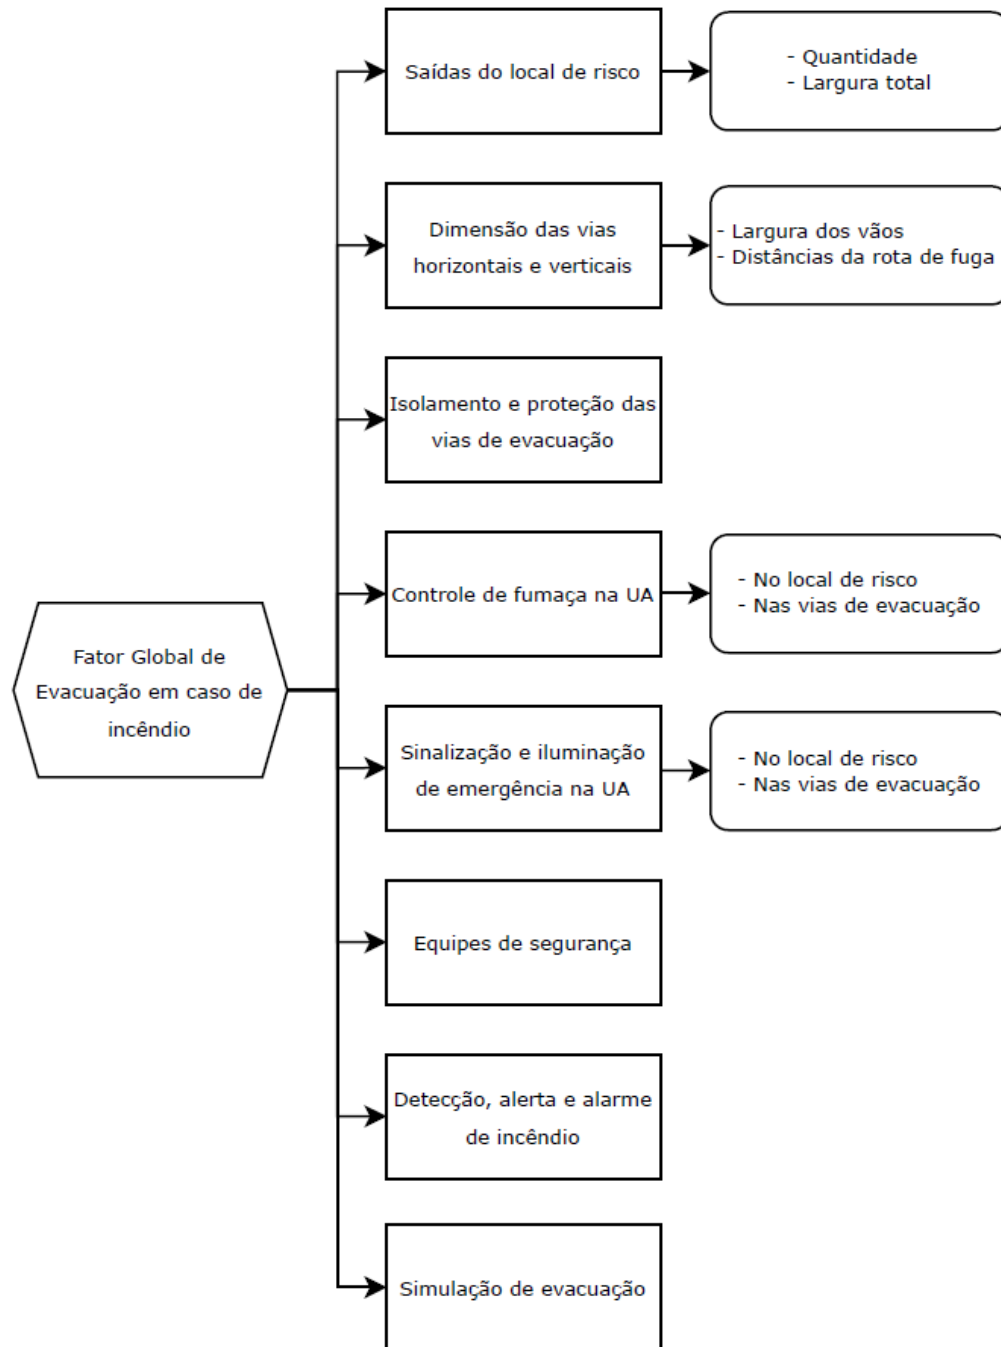 Saídas do local de risco
- Quantidade
- Largura total
Dimensão das vias
horizontais e verticais
- Largura dos vãos
- Distâncias da rota de fuga
Isolamento e proteção das
vias de evacuação
Controle de fumaça na UA
- No local de risco
- Nas vias de evacuação
Fator Global de
Evacuação em caso de
incêndio
Sinalização e iluminação
de emergência na UA
- No local de risco
- Nas vias de evacuação
Equipes de segurança
Detecção, alerta e alarme
de incêndio
Simulação de evacuação